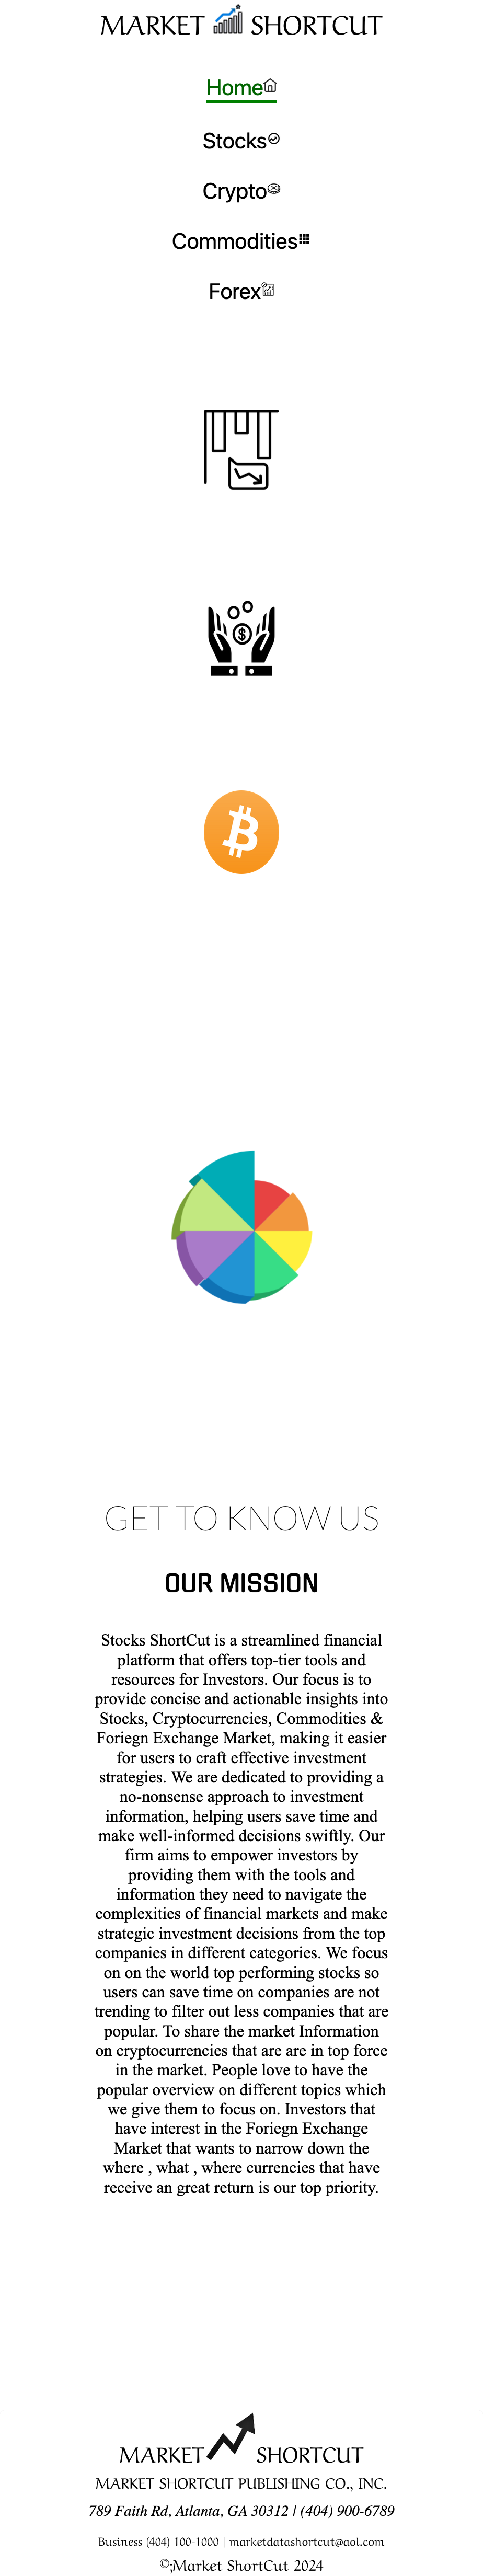 MARKET SHORTCUT
Home
Stocks
Crypto
Commodities
Forex
GET TO KNOW US
OUR MISSION
Stocks ShortCut is a streamlined financial
platform that offers top-tier tools and
resources for Investors. Our focus is to
provide concise and actionable insights into
Stocks, Cryptocurrencies, Commodities &
Foriegn Exchange Market, making it easier
for users to craft effective investment
strategies. We are dedicated to providing a
no-nonsense approach to investment
information, helping users save time and
make well-informed decisions swiftly. Our
firm aims to empower investors by
providing them with the tools and
information they need to navigate the
complexities of financial markets and make
strategic investment decisions from the top
companies in different categories. We focus
on on the world top performing stocks so
users can save time on companies are not
trending to filter out less companies that are
popular. To share the market Information
on cryptocurrencies that are are in top force
in the market. People love to have the
popular overview on different topics which
we give them to focus on. Investors that
have interest in the Foriegn Exchange
Market that wants to narrow down the
where , what , where currencies that have
receive an great return is our top priority.
MARKET SHORTCUT
MARKET SHORTCUT PUBLISHING CO., INC.
789 Faith Rd, Atlanta, GA 30312 | (404) 900-6789
Business (404) 100-1000 | marketdatashortcut@aol.com
©;Market ShortCut 2024